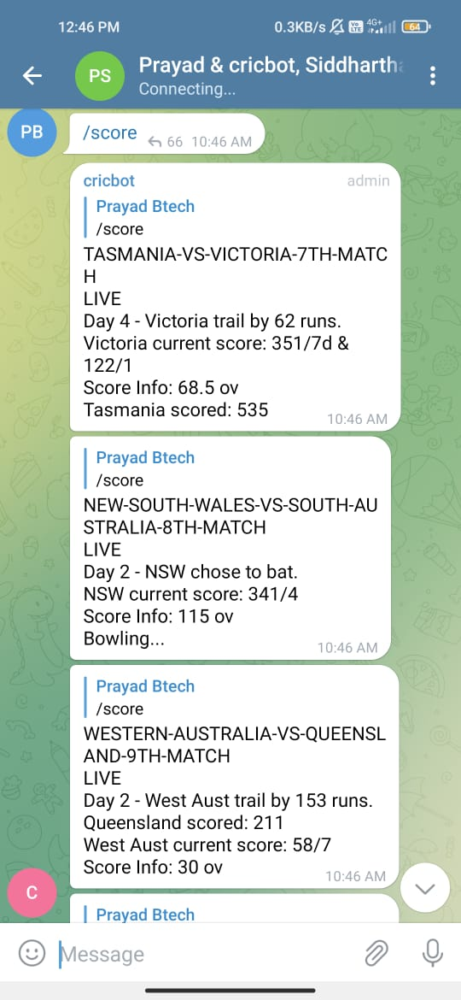 12:46 PM
0.3KB/s Vo LTE 4G+ 64
PS
Prayad & cricbot, Siddhartha
Connecting...
PB
/score
66 10:46 AM
cricbot admin
Prayad Btech
/score
TASMANIA-VS-VICTORIA-7TH-MATC
H
LIVE
Day 4 - Victoria trail by 62 runs.
Victoria current score: 351/7d &
122/1
Score Info: 68.5 ov
Tasmania scored: 535
10:46 AM
Prayad Btech
/score
NEW-SOUTH-WALES-VS-SOUTH-AU
STRALIA-8TH-MATCH
LIVE
Day 2 - NSW chose to bat.
NSW current score: 341/4
Score Info: 115 ov
Bowling...
10:46 AM
Prayad Btech
/score
WESTERN-AUSTRALIA-VS-QUEENSL
AND-9TH-MATCH
LIVE
Day 2 - West Aust trail by 153 runs.
Queensland scored: 211
West Aust current score: 58/7
Score Info: 30 ov
10:46 AM
C
Prayad Btech
Message